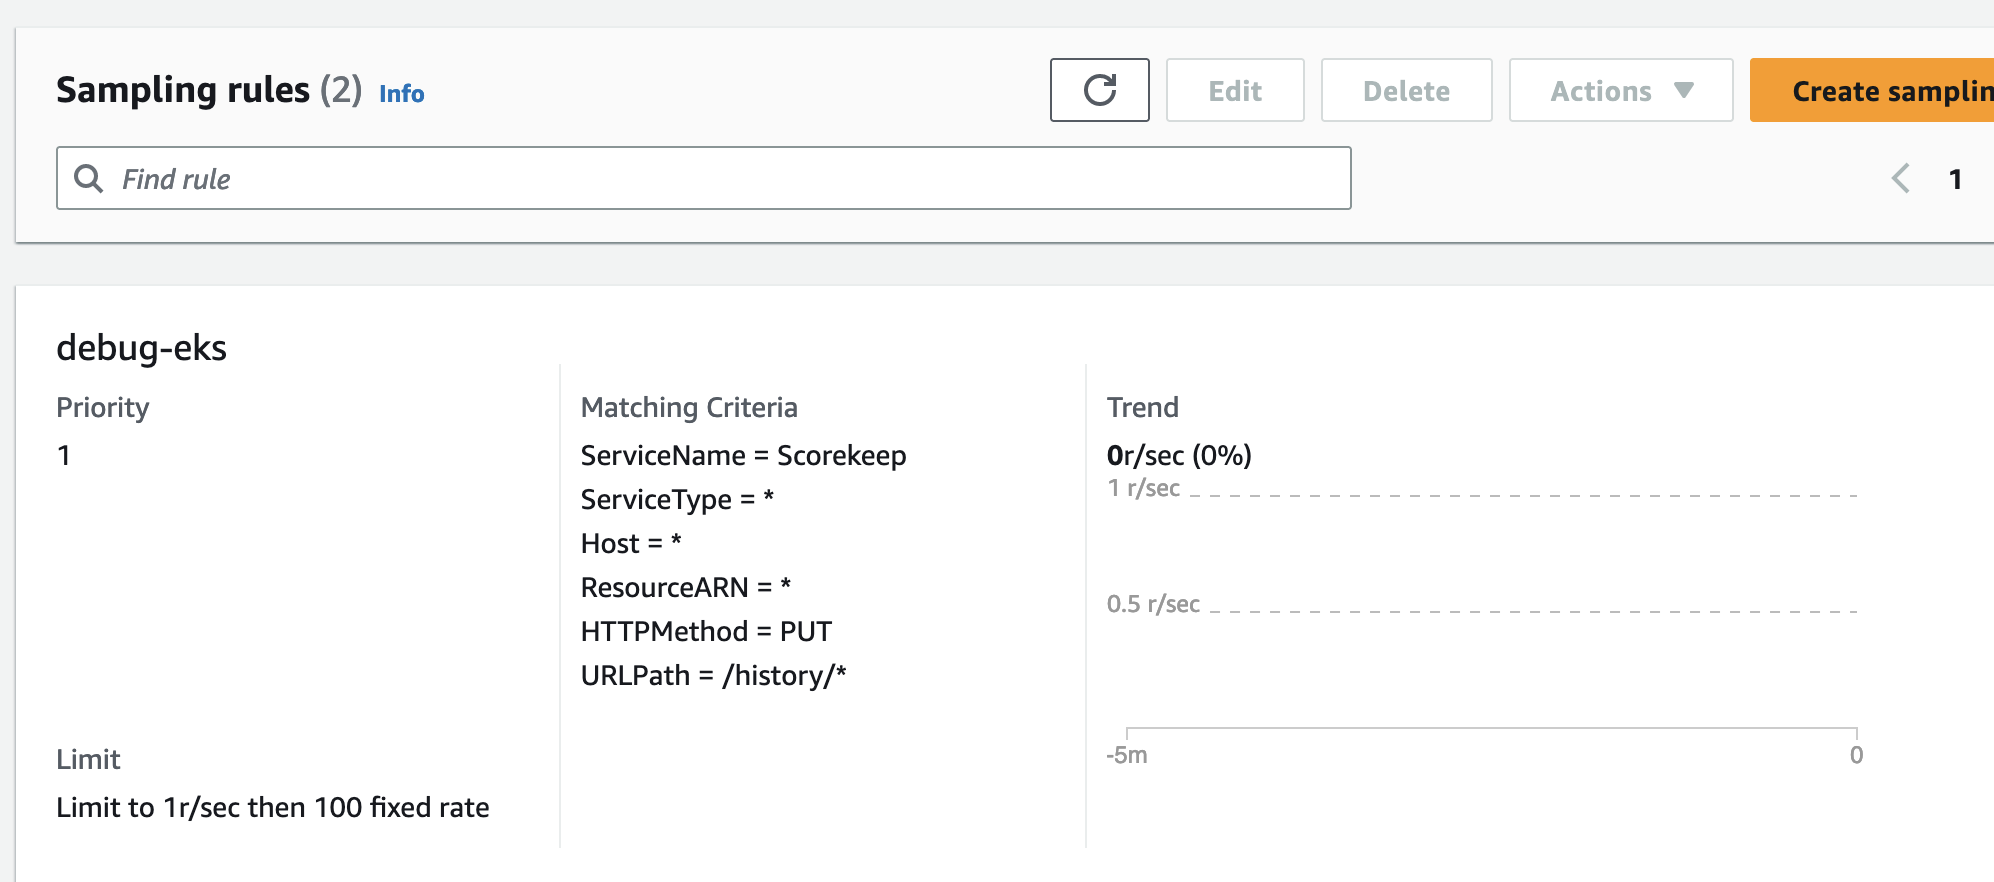 Sampling rules (2) Info
Edit
Delete
Actions
Create samplin
Find rule
1
debug-eks
Priority
1
Limit
Limit to 1r/sec then 100 fixed rate
Matching Criteria
ServiceName = Scorekeep
ServiceType = *
Host = *
ResourceARN = *
HTTPMethod = PUT
URLPath = /history/*
Trend
0r/sec (0%)
1 r/sec
0.5 r/sec
-5m
0